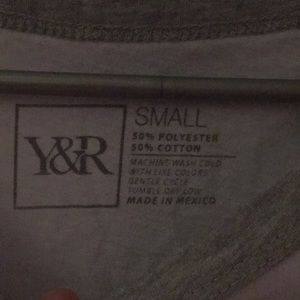 Y&R
SMALL
50% POLYESTER
50% COTTON
MACHINE WASH COLD
WITH LIKE COLORS
GENTLE CYCLE
TUMBLE DRY LOW
MADE IN MEXICO